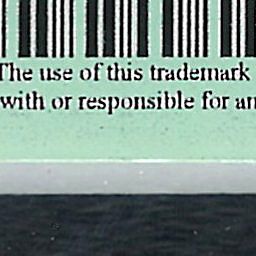 The use of this trademark
with or responsible for an